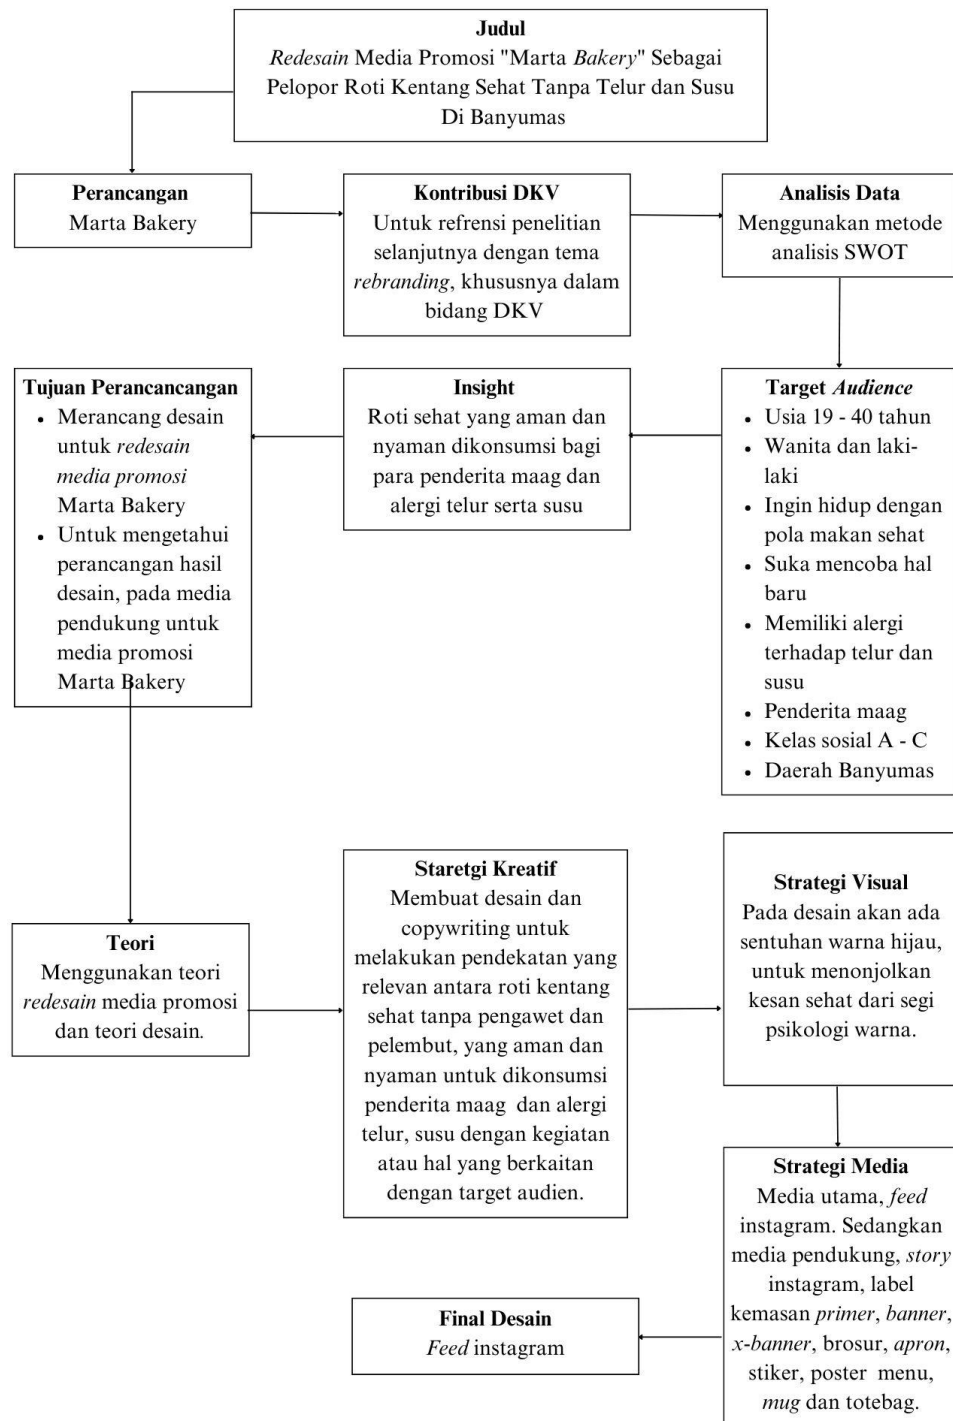 Judul
Redesain Media Promosi "Marta Bakery" Sebagai
Pelopor Roti Kentang Sehat Tanpa Telur dan Susu
Di Banyumas
Perancangan
Marta Bakery
Kontribusi DKV
Untuk refrensi penelitian
selanjutnya dengan tema
rebranding, khususnya dalam
bidang DKV
Analisis Data
Menggunakan metode
analisis SWOT
Target Audience
• Usia 19 - 40 tahun
• Wanita dan laki-
laki
• Ingin hidup dengan
pola makan sehat
• Suka mencoba hal
baru
• Memiliki alergi
terhadap telur dan
susu
• Penderita maag
• Kelas sosial A - C
• Daerah Banyumas
Insight
Roti sehat yang aman dan
nyaman dikonsumsi bagi
para penderita maag dan
alergi telur serta susu
Tujuan Perancancangan
• Merancang desain
untuk redesain
media promosi
Marta Bakery
• Untuk mengetahui
perancangan hasil
desain, pada media
pendukung untuk
media promosi
Marta Bakery
Teori
Menggunakan teori
redesain media promosi
dan teori desain.
Staretgi Kreatif
Membuat desain dan
copywriting untuk
melakukan pendekatan yang
relevan antara roti kentang
sehat tanpa pengawet dan
pelembut, yang aman dan
nyaman untuk dikonsumsi
penderita maag dan alergi
telur, susu dengan kegiatan
atau hal yang berkaitan
dengan target audien.
Strategi Visual
Pada desain akan ada
sentuhan warna hijau,
untuk menonjolkan
kesan sehat dari segi
psikologi warna.
Strategi Media
Media utama, feed
instagram. Sedangkan
media pendukung, story
instagram, label
kemasan primer, banner,
x-banner, brosur, apron,
stiker, poster menu,
mug dan totebag.
Final Desain
Feed instagram